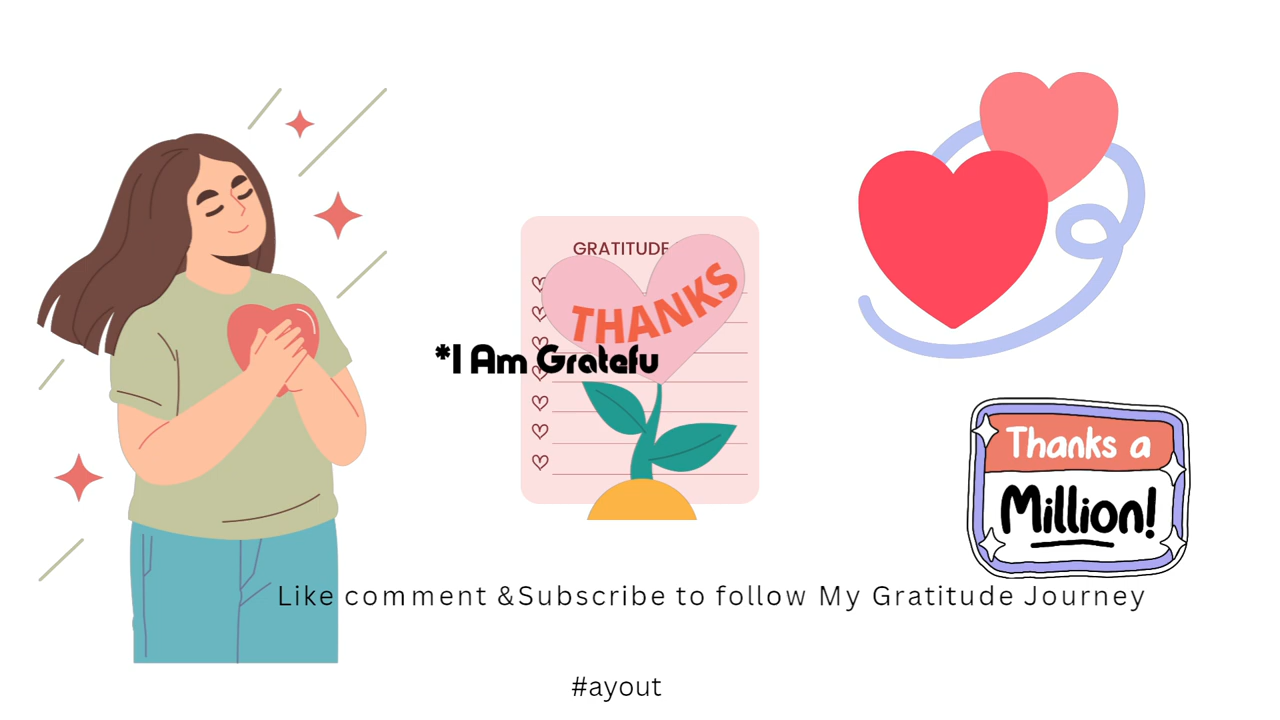 GRATITUDE
THANKS
*I Am Gratefu
Thanks a
Million!
Like comment &Subscribe to follow My Gratitude Journey
#ayout